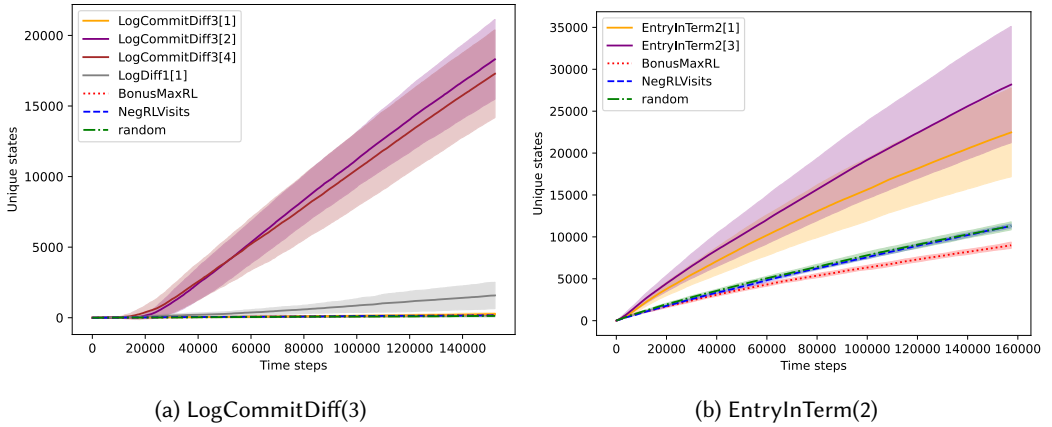 LogCommitDiff3[1]
LogCommitDiff3[2]
LogCommitDiff3[4]
LogDiff1[1]
BonusMaxRL
NegRLVisits
random
Unique states
20000
15000
10000
5000
0
0 20000 40000 60000 80000 100000 120000 140000
Time steps
(a) LogCommitDiff(3)
EntryInTerm2[1]
EntryInTerm2[3]
BonusMaxRL
NegRLVisits
random
Unique states
35000
30000
25000
20000
15000
10000
5000
0
0 20000 40000 60000 80000 100000 120000 140000 160000
Time steps
(b) EntryInTerm(2)